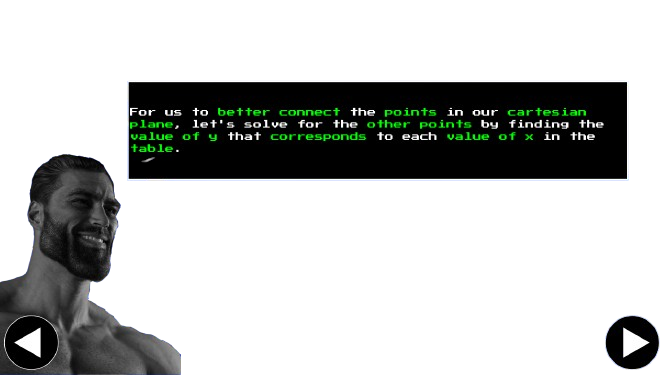 For us to better connect the points in our cartesian
plane, let's solve for the other points by finding the
value of y that corresponds to each value of x in the
table.